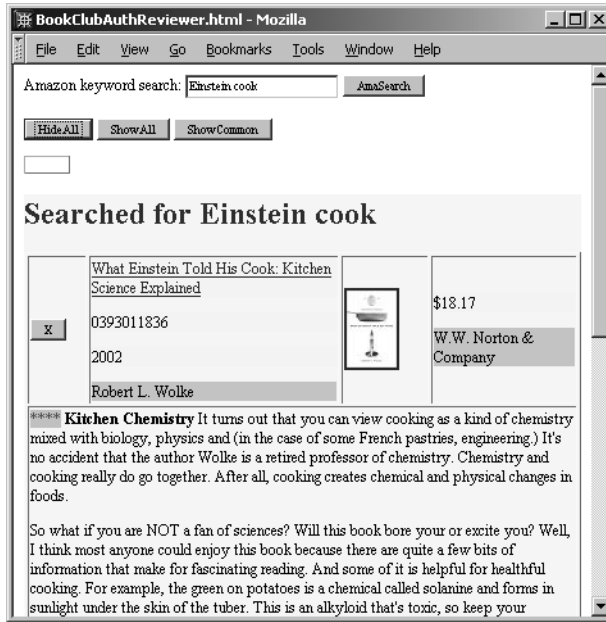 BookClubAuthReviewer.html - Mozilla
File Edit View Go Bookmarks Tools Window Help
Amazon keyword search: Einstein cook AmaSearch
HideAll ShowAll ShowCommon
Searched for Einstein cook
X
What Einstein Told His Cook: Kitchen
Science Explained
0393011836
2002
Robert L. Wolke
$18.17
W.W. Norton &
Company
**** Kitchen Chemistry It turns out that you can view cooking as a kind of chemistry
mixed with biology, physics and (in the case of some French pastries, engineering.) It's
no accident that the author Wolke is a retired professor of chemistry. Chemistry and
cooking really do go together. After all, cooking creates chemical and physical changes in
foods.
So what if you are NOT a fan of sciences? Will this book bore your or excite you? Well,
I think most anyone could enjoy this book because there are quite a few bits of
information that make for fascinating reading. And some of it is helpful for healthful
cooking. For example, the green on potatoes is a chemical called solanine and forms in
sunlight under the skin of the tuber. This is an alkyloid that's toxic, so keep your